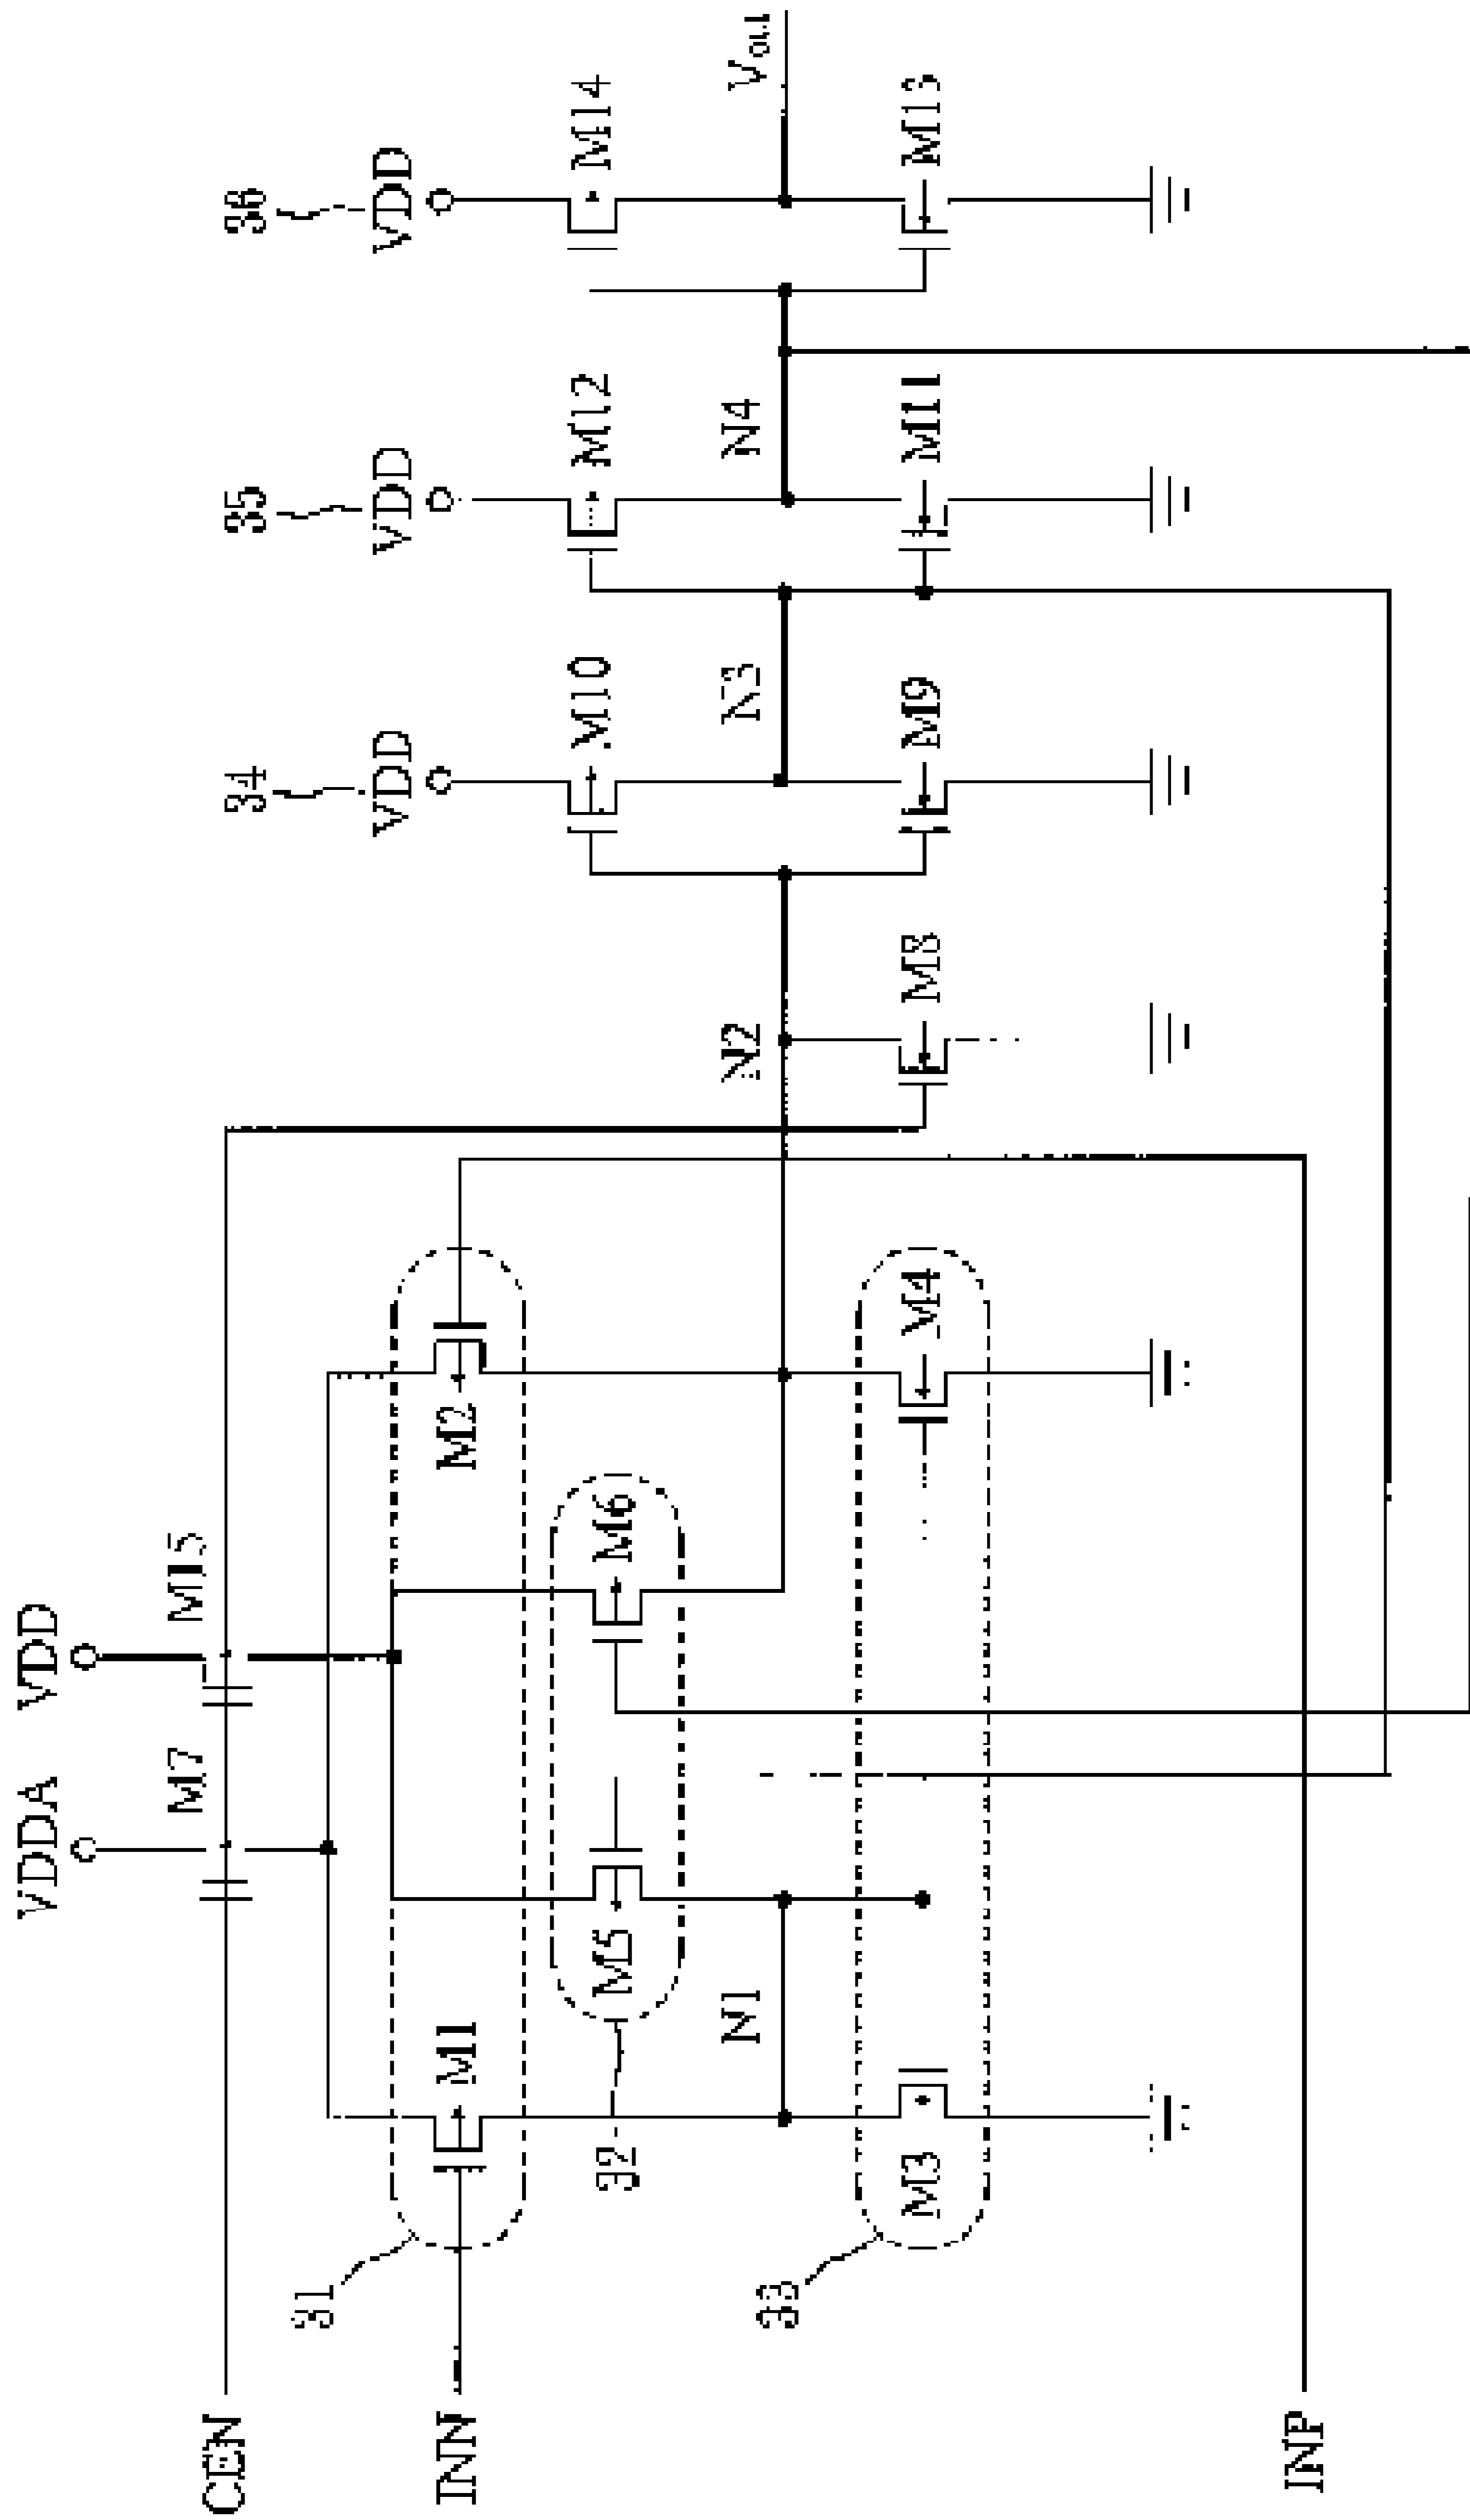 VDDA VDD
M7 M15
CEN 34 35 36
31 VDD VDD VDD
INN M1 M2
32 M5 M6 M10 M12 M14
N1 N2 N3 N4 Vout
33
M3 M4 M8 M9 M11 M13
INP